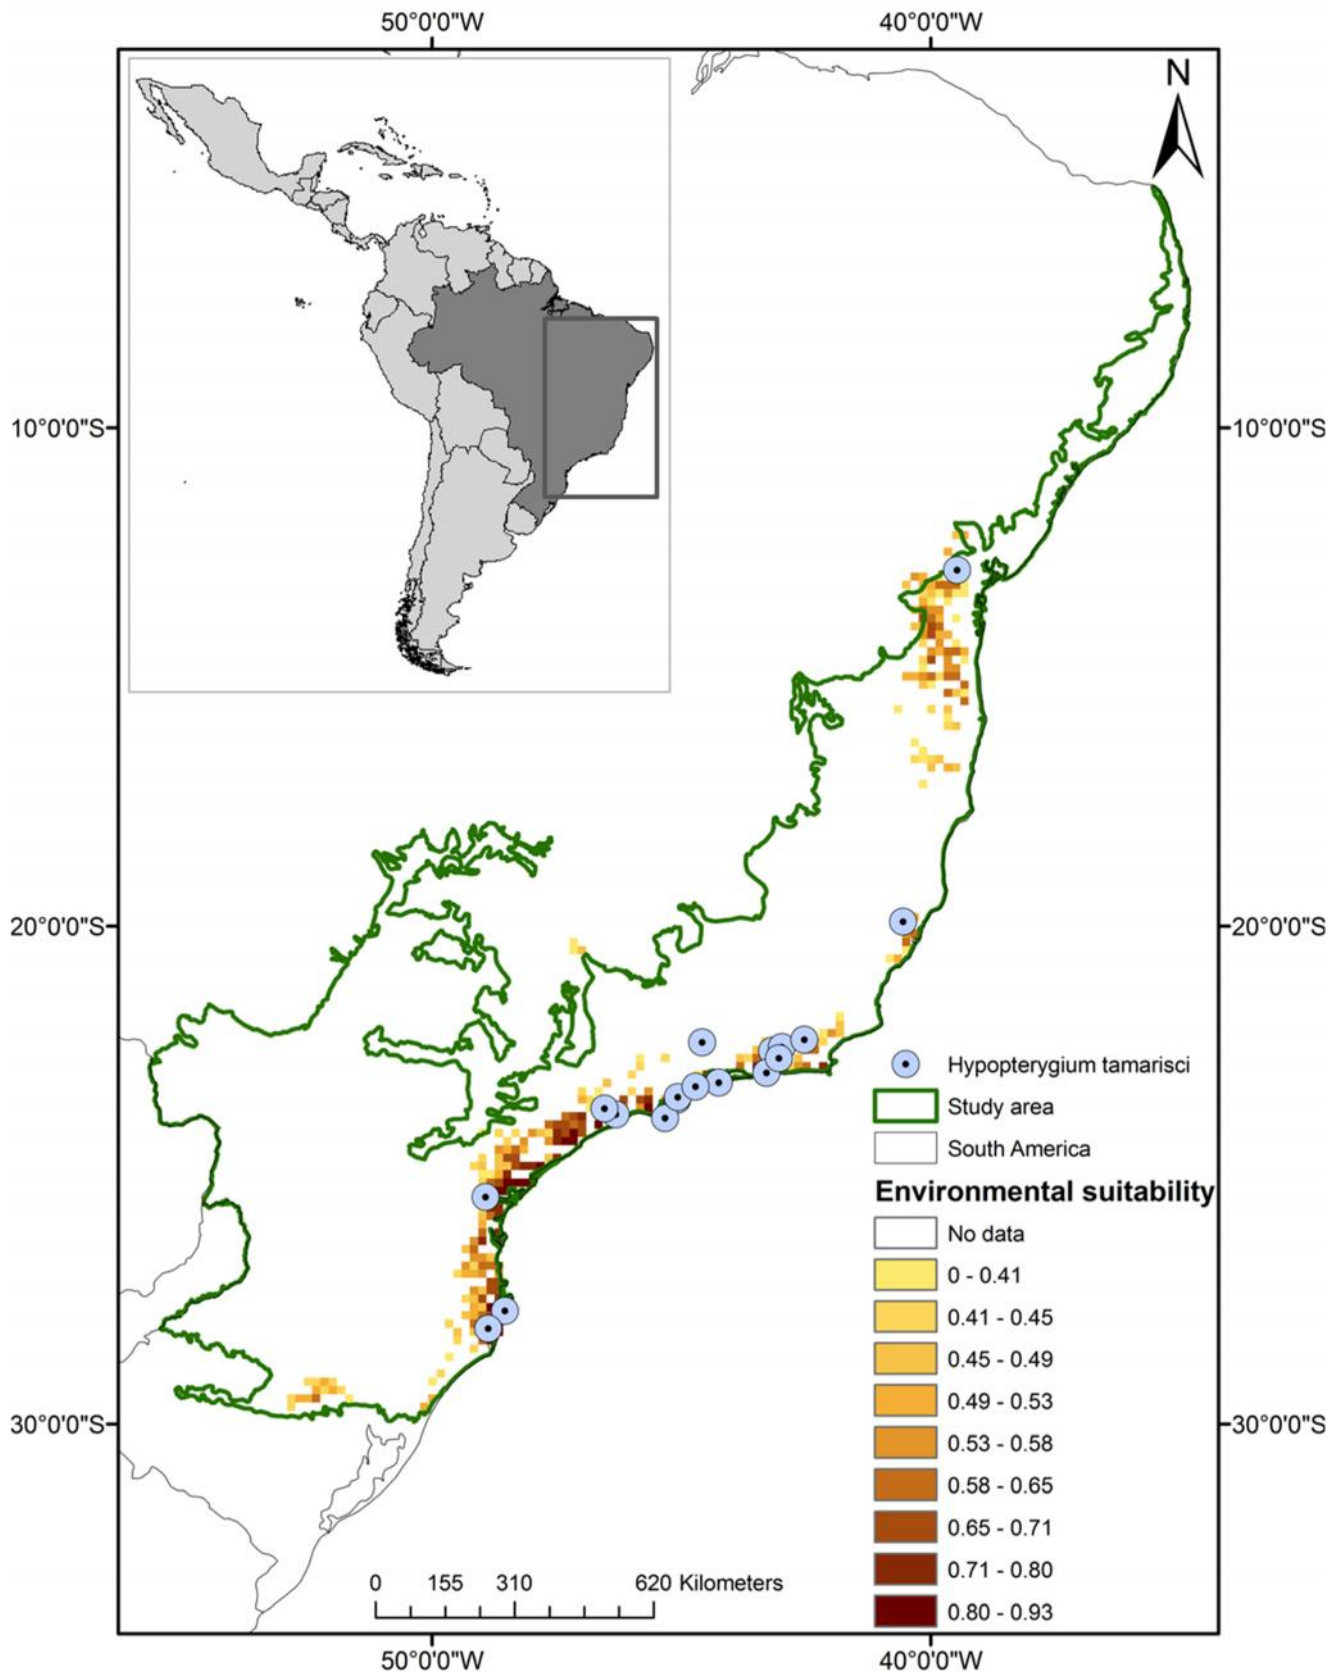 50°0'0"W 40°0'0"W
N
10°0'0"S 10°0'0"S
20°0'0"S 20°0'0"S
Hypopterygium tamarisci
Study area
South America
Environmental suitability
No data
0 - 0.41
0.41 - 0.45
0.45 - 0.49
30°0'0"S 30°0'0"S
0.49 - 0.53
0.53 - 0.58
0.58 - 0.65
0.65 - 0.71
0.71 - 0.80
0.80 - 0.93
0 155 310 620 Kilometers
50°0'0"W 40°0'0"W